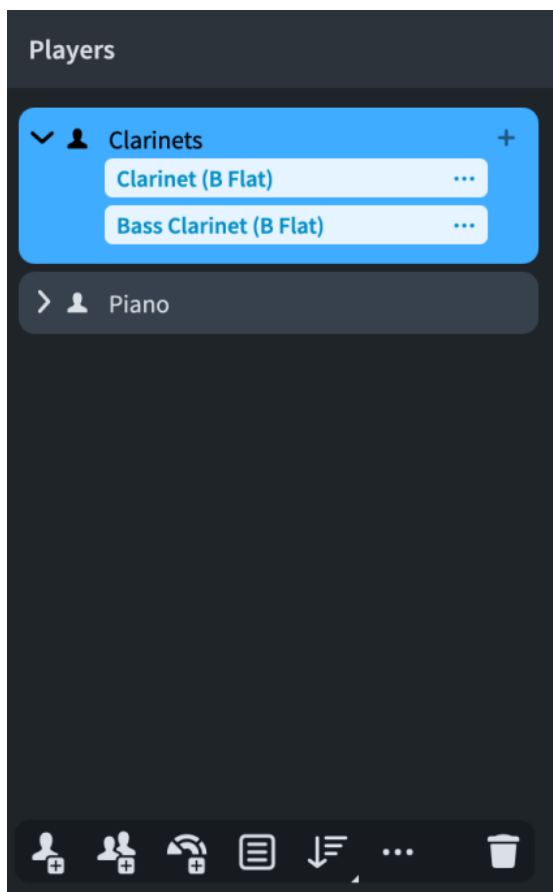 Players
Clarinets
Clarinet (B Flat)
Bass Clarinet (B Flat)
Piano